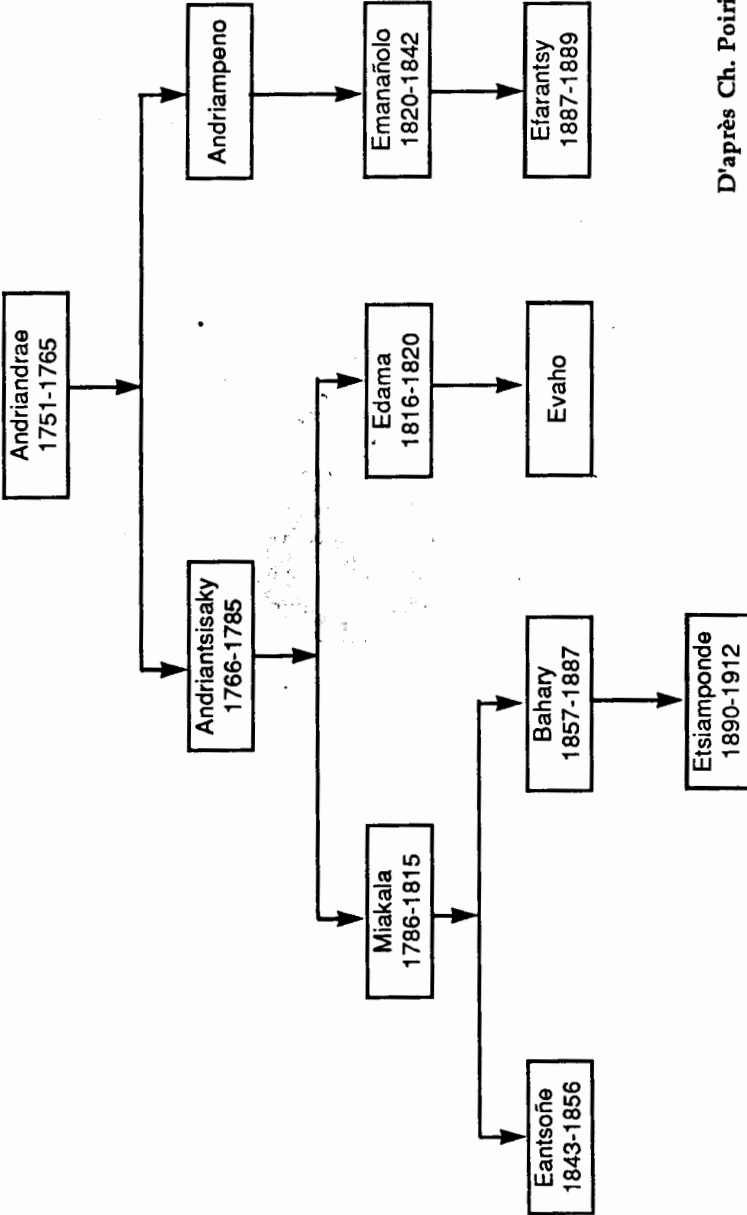 Andriandrae
1751-1765
Andriantsisaky
1766-1785
Andriampeno
Miakala
1786-1815
Edama
1816-1820
Emanañolo
1820-1842
Eantsoñe
1843-1856
Bahary
1857-1887
Evaho
Efarantsy
1887-1889
Etsiamponde
1890-1912
D'après Ch. Poiri